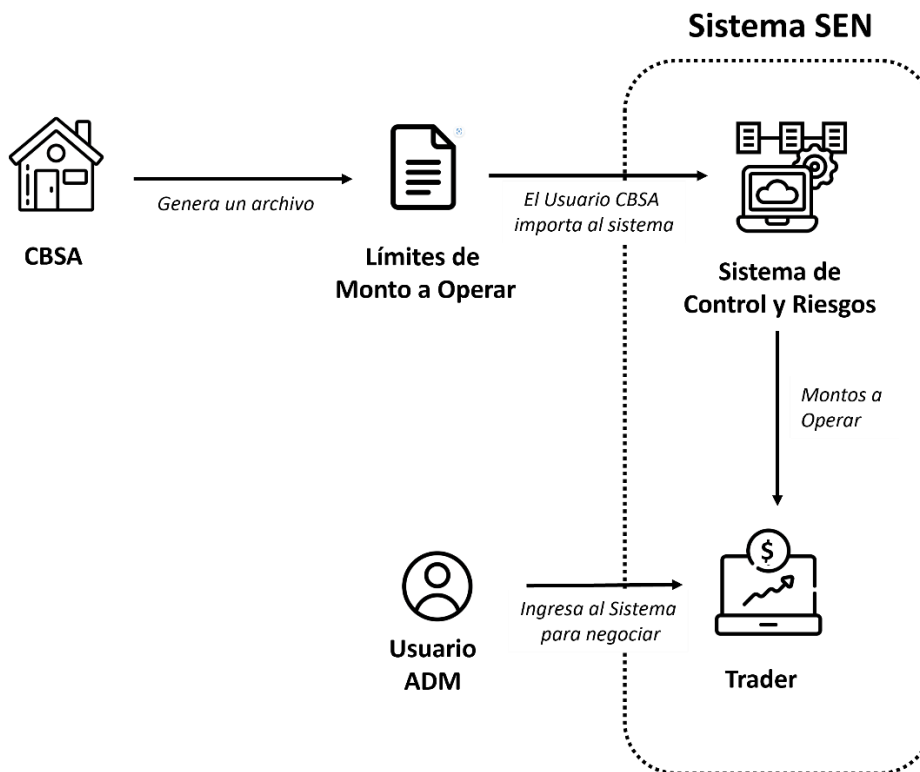 Sistema SEN
Genera un archivo
El Usuario CBSA
importa al sistema
CBSA
Límites de
Monto a Operar
Sistema de
Control y Riesgos
Montos a
Operar
$
Ingresa al Sistema
para negociar
Usuario
ADM
Trader